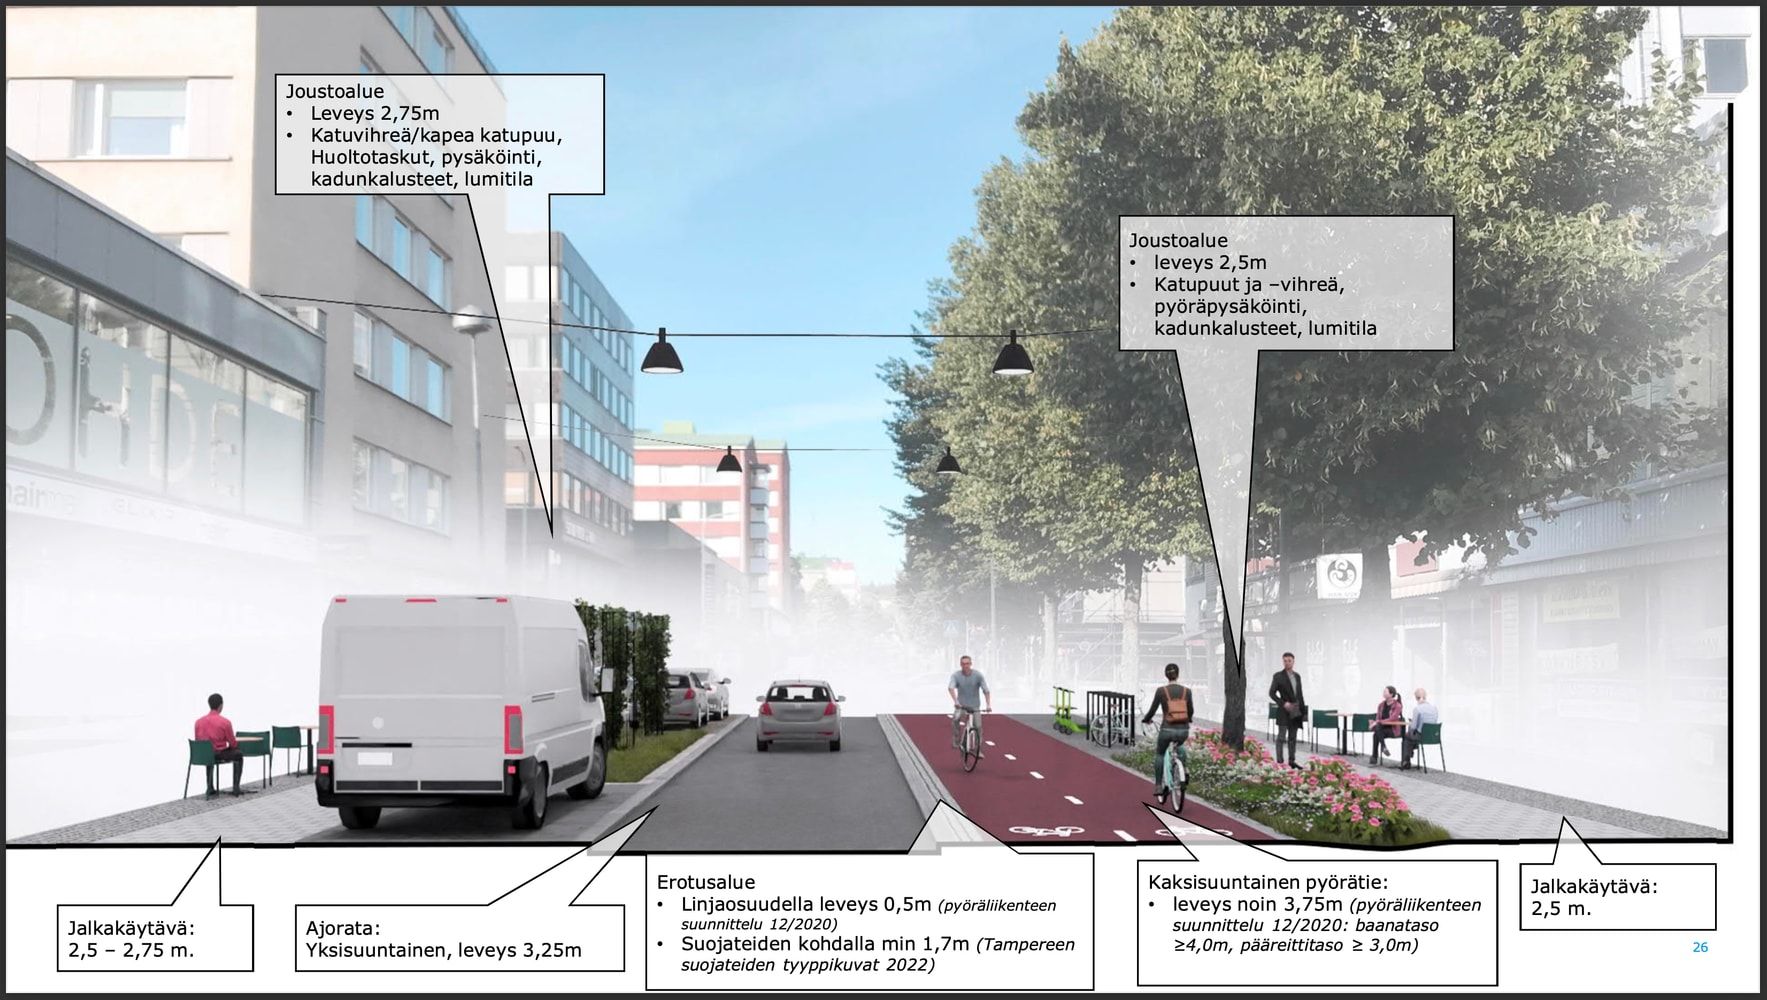 Joustoalue
• Leveys 2,75m
• Katuvihreä/kapea katupuu,
Huoltotaskut, pysäköinti,
kadunkalusteet, lumitila
Joustoalue
• leveys 2,5m
• Katupuut ja –vihreä,
pyöräpysäköinti,
kadunkalusteet, lumitila
OHDE
Jalkakäytävä:
2,5 – 2,75 m.
Ajorata:
Yksisuuntainen, leveys 3,25m
Erotusalue
• Linjaosuudella leveys 0,5m (pyöräliikenteen
suunnittelu 12/2020)
• Suojateiden kohdalla min 1,7m (Tampereen
suojateiden tyyppikuvat 2022)
Kaksisuuntainen pyörätie:
• leveys noin 3,75m (pyöräliikenteen
suunnittelu 12/2020: baanataso
≥4,0m, pääreittitaso ≥ 3,0m)
Jalkakäytävä:
2,5 m.
26